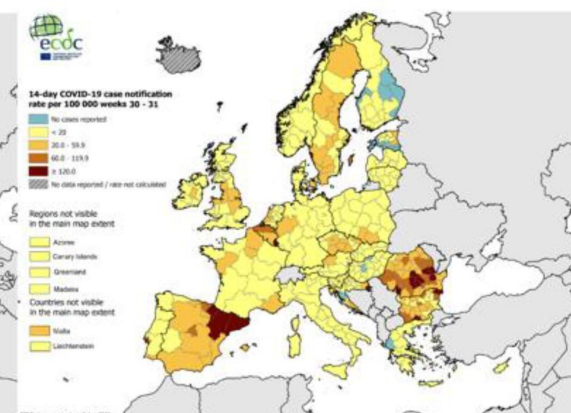 ecdc
14-day COVID-19 case notification
rate per 100 000 weeks 30 - 31
No cases reported
< 20
20.0 - 59.9
60.0 - 119.9
≥ 120.0
No data reported / rate not calculated
Regions not visible
in the main map extent
Azores
Canary Islands
Greenland
Madeira
Countries not visible
in the main map extent
Malta
Liechtenstein